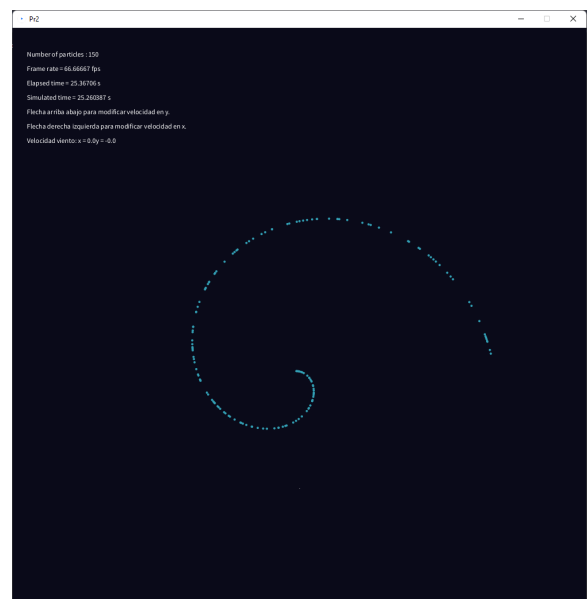 Pr2
Number of particles : 150
Frame rate = 66.66667 fps
Elapsed time = 25.36706 s
Simulated time = 25.260387 s
Flecha arriba abajo para modificar velocidad en y.
Flecha derecha izquierda para modificar velocidad en x.
Velocidad viento: x = 0.0y = -0.0